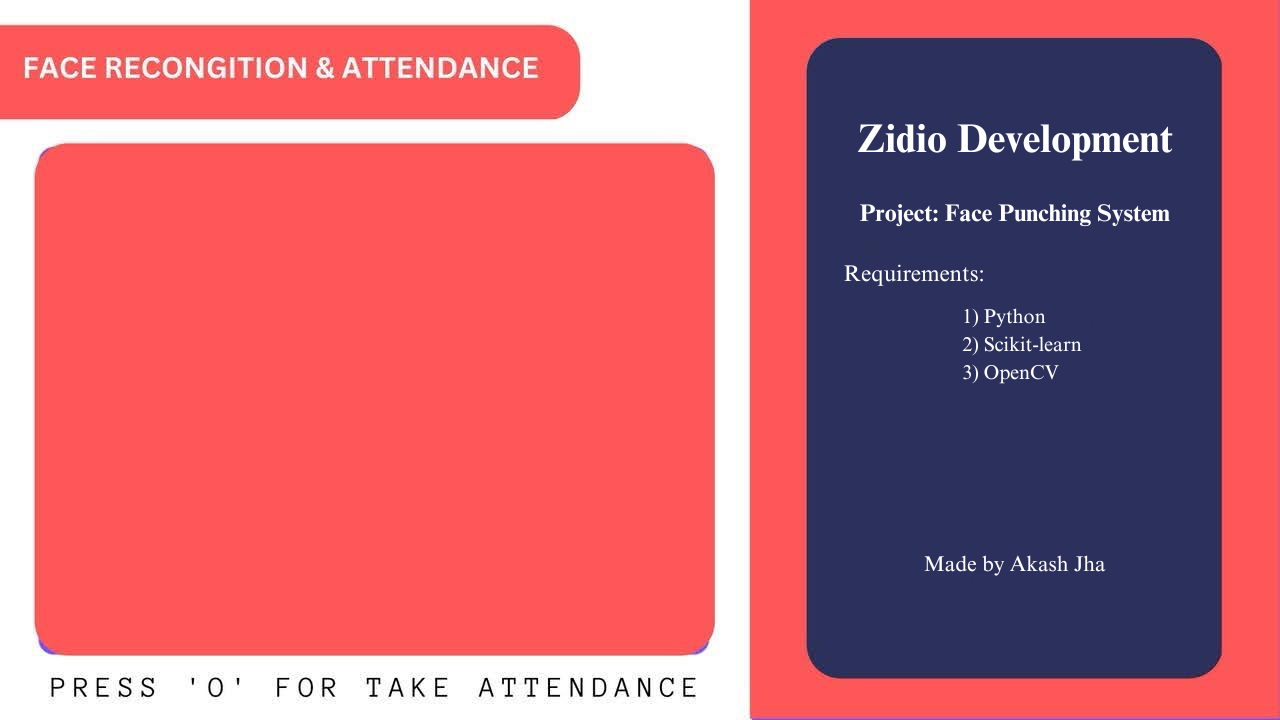 FACE RECONGITION & ATTENDANCE
PRESS 'O' FOR TAKE ATTENDANCE
Zidio Development
Project: Face Punching System
Requirements:
1) Python
2) Scikit-learn
3) OpenCV
Made by Akash Jha